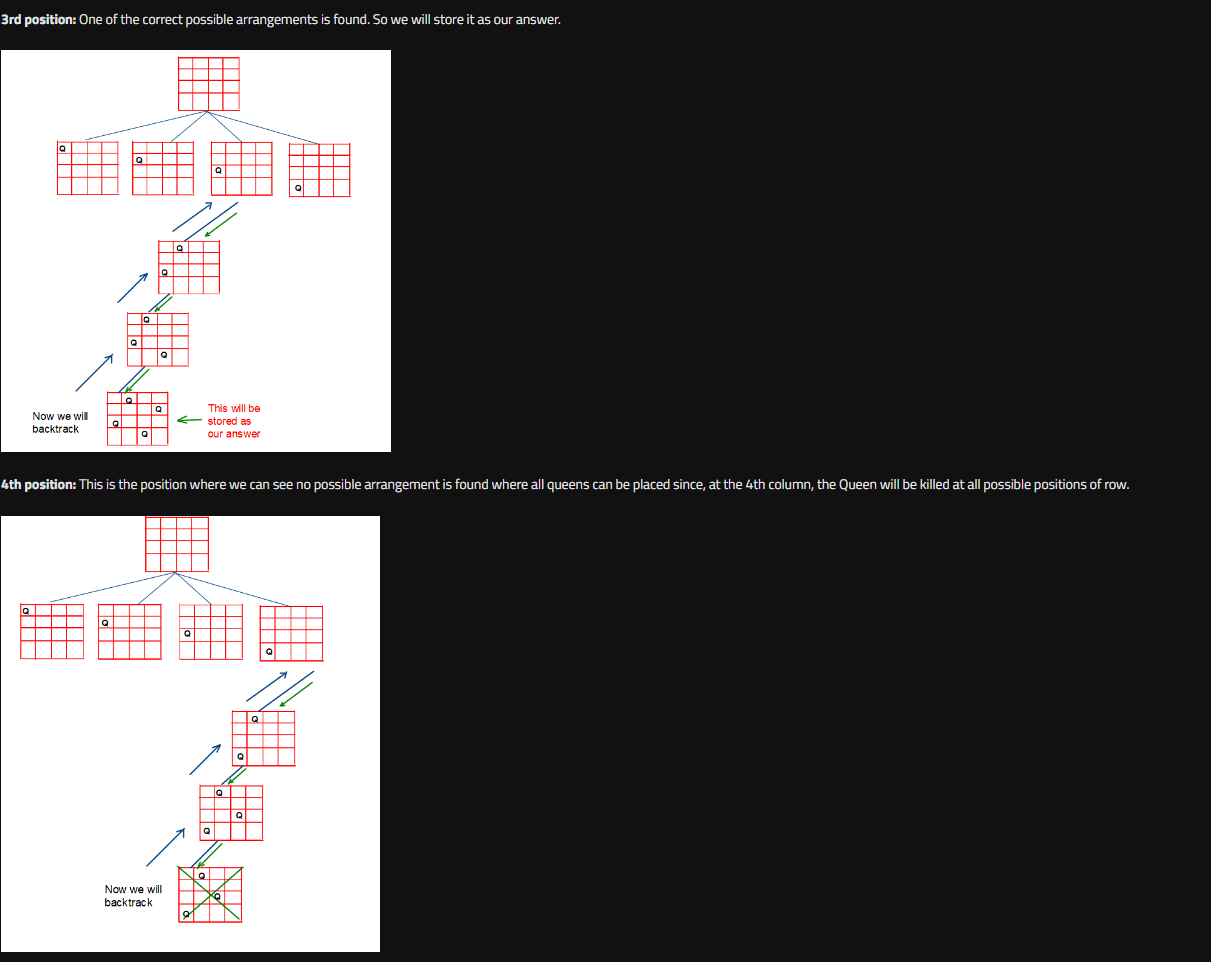 3rd position: One of the correct possible arrangements is found. So we will store it as our answer.
Q
Q
Q
Q
Q
Q
Q
Q
Q
Q
Q
Now we will
backtrack
Q
Q
Q
This will be
stored as
our answer
4th position: This is the position where we can see no possible arrangement is found where all queens can be placed since, at the 4th column, the Queen will be killed at all possible positions of row.
Q
Q
Q
Q
Q
Q
Q
Q
Q
Now we will
backtrack
Q
Q
Q